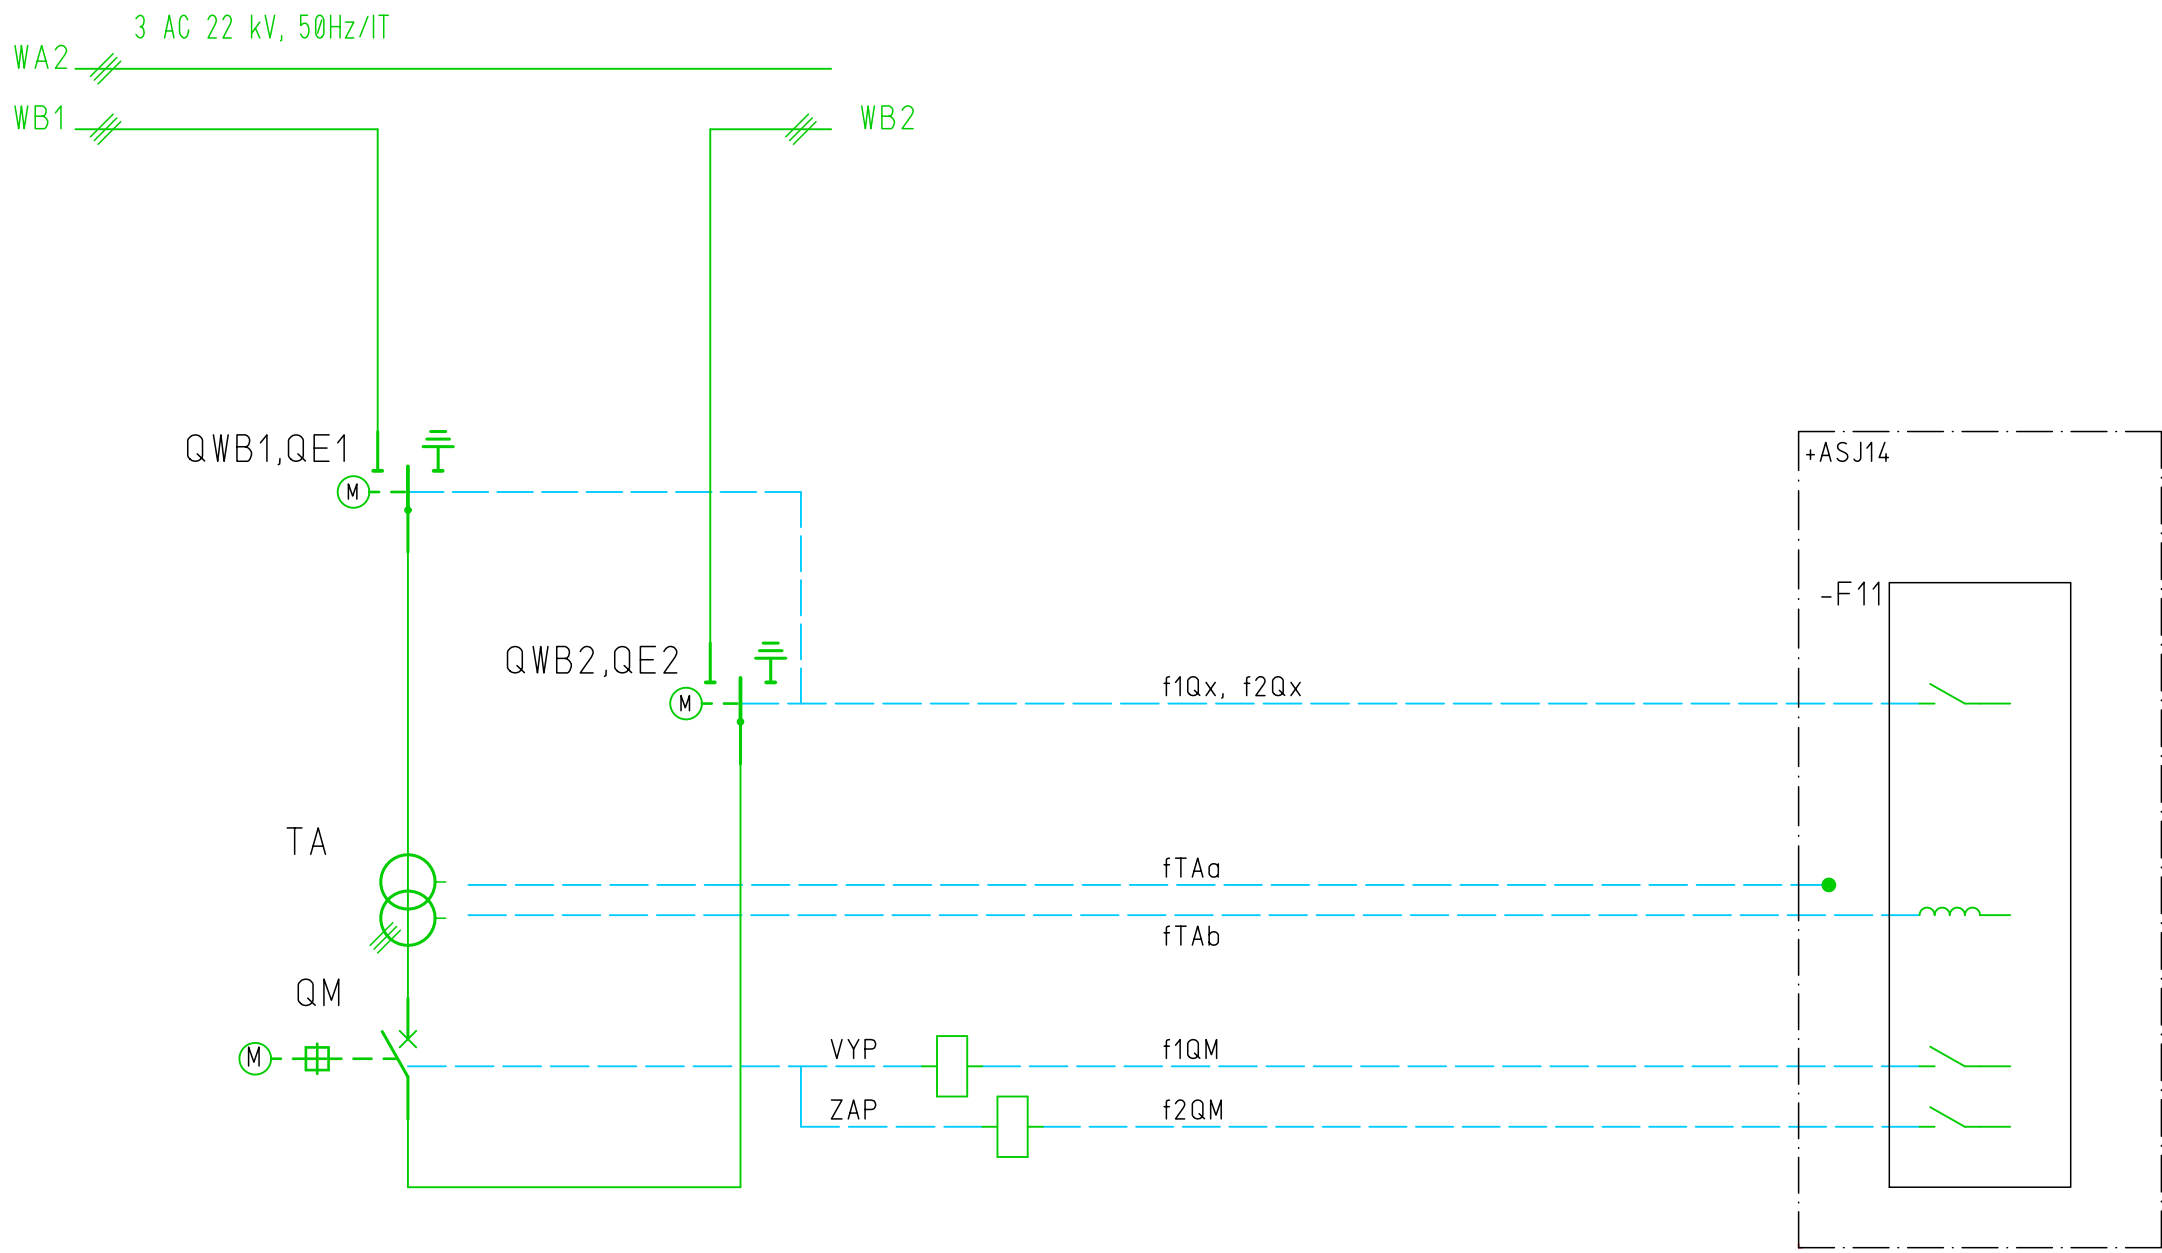 3 AC 22 kV, 50Hz/IT
WA2
WB1
WB2
QWB1,QE1
M
+ASJ14
-F11
QWB2,QE2
M
f1Qx, f2Qx
TA
fTAa
fTAb
QM
M
VYP
f1QM
ZAP
f2QM